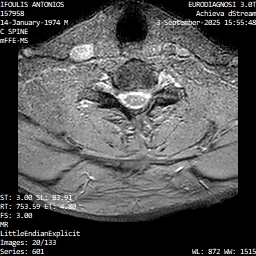 IFOULIS ANTONIOS
157958
14-January-1974 M
C SPINE
mFFE-MS
EURODIAGNOSI 3.0T
Achieva dStream
3-September-2025 15:55:48
ST: 3.00 SL: 83.91
RT: 753.59 ET: 4.80
FS: 3.00
MR
LittleEndianExplicit
Images: 20/133
Series: 601
WL: 872 WW: 1515